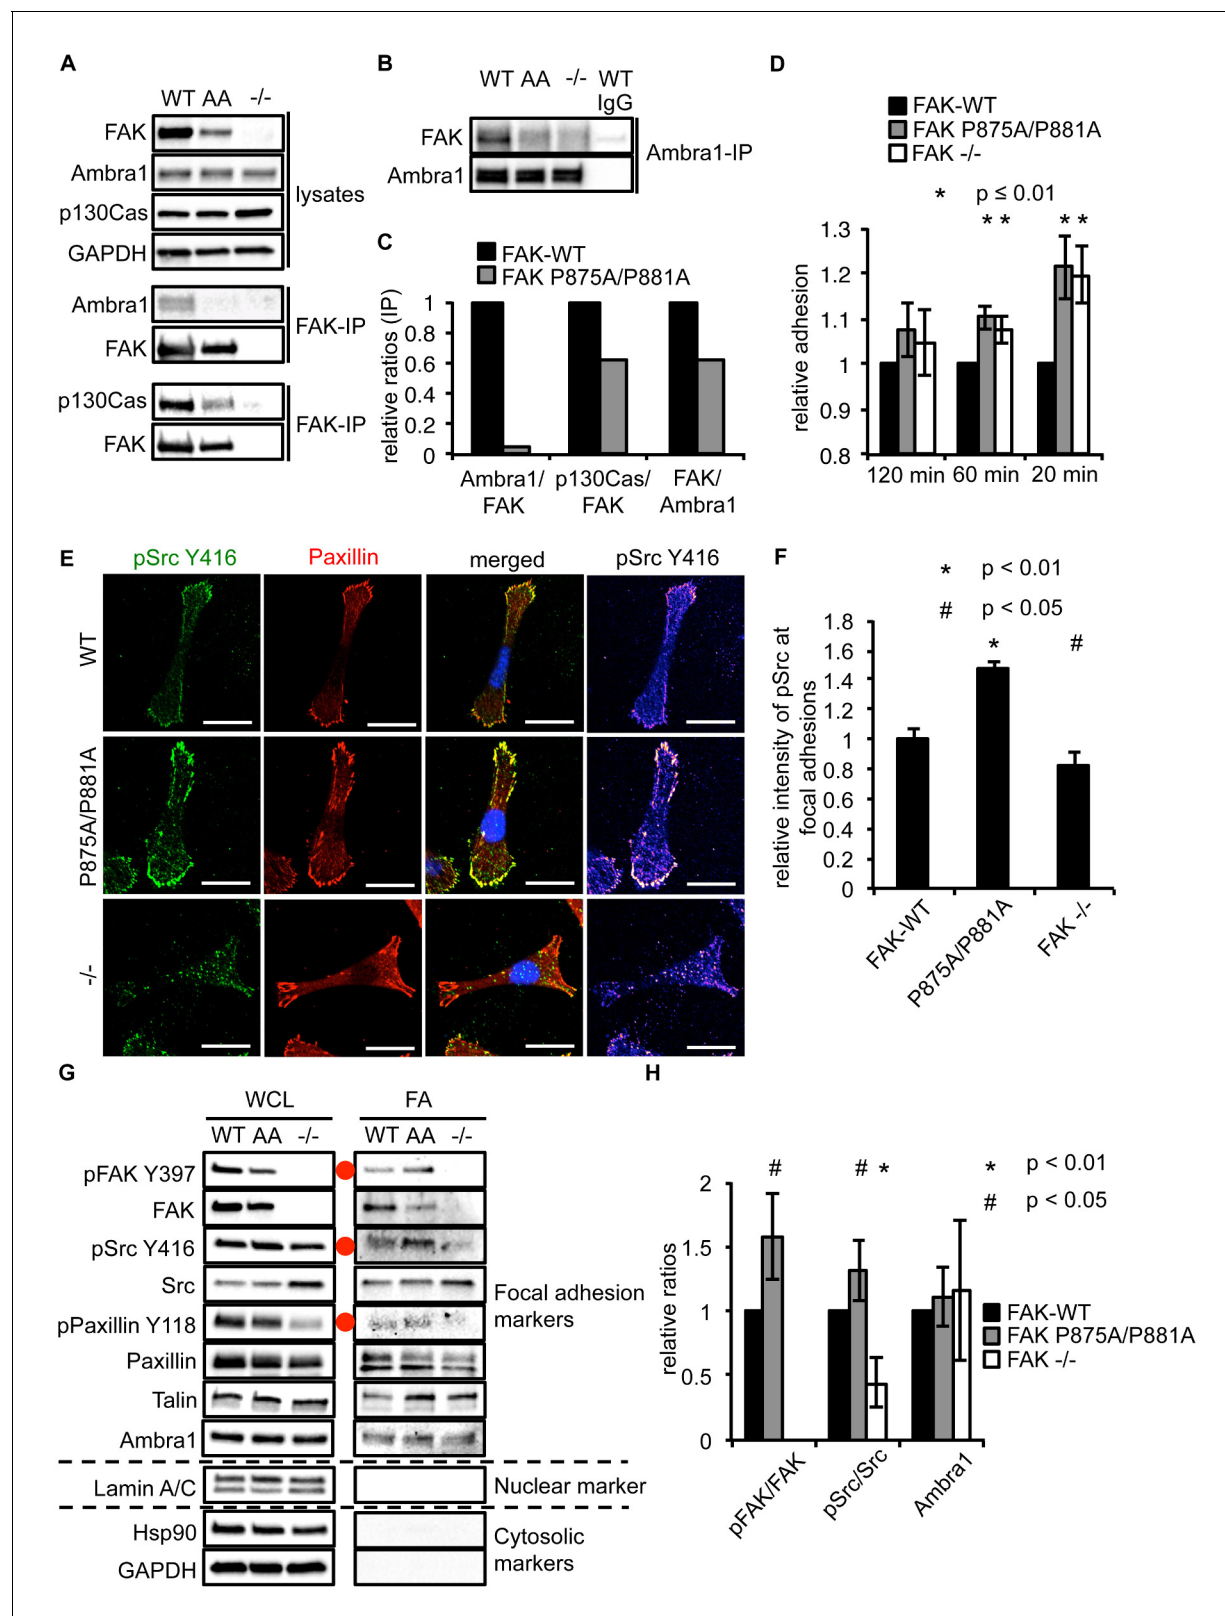 A
WT AA -/-
FAK
Ambra1
p130Cas
GAPDH
lysates
Ambra1
FAK
FAK-IP
p130Cas
FAK
FAK-IP
B
WT AA -/- WT
IgG
FAK
Ambra1
Ambra1-IP
C
FAK-WT
FAK P875A/P881A
relative ratios (IP)
1
0.8
0.6
0.4
0.2
0
Ambra1/
FAK
p130Cas/
FAK
FAK/
Ambra1
D
FAK-WT
FAK P875A/P881A
FAK -/-
* p ≤ 0.01
* * * *
relative adhesion
1.3
1.2
1.1
1
0.9
0.8
120 min 60 min 20 min
E
pSrc Y416 Paxillin merged pSrc Y416
WT
P875A/P881A
-/-
F
* p < 0.01
# p < 0.05
relative intensity of pSrc at
focal adhesions
1.8
1.6
1.4
1.2
1
0.8
0.6
0.4
0.2
0
* #
FAK-WT
P875A/P881A
FAK -/-
G
WCL FA
WT AA -/- WT AA -/-
pFAK Y397
FAK
pSrc Y416
Src
pPaxillin Y118
Paxillin
Talin
Ambra1
Focal adhesion
markers
Lamin A/C
Nuclear marker
Hsp90
GAPDH
Cytosolic
markers
H
# # *
* p < 0.01
# p < 0.05
relative ratios
2
1.5
1
0.5
0
FAK-WT
FAK P875A/P881A
FAK -/-
pFAK/FAK
pSrc/Src
Ambra1